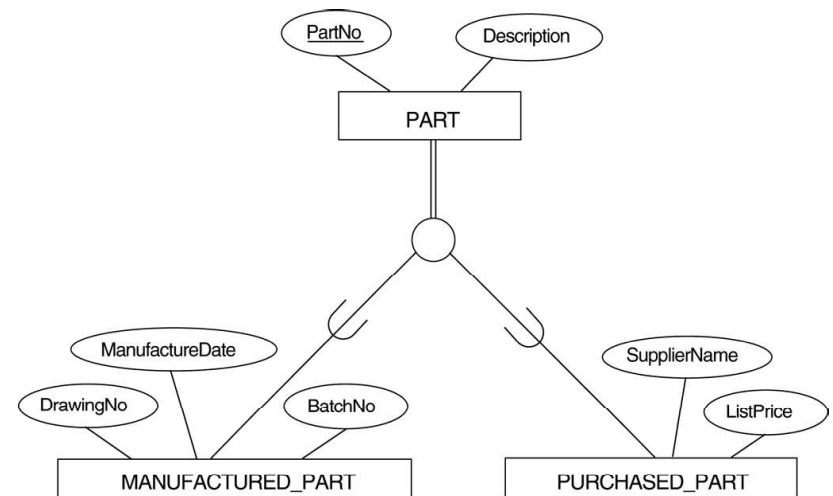 PartNo
Description
PART
ManufactureDate
SupplierName
DrawingNo
BatchNo
ListPrice
MANUFACTURED_PART
PURCHASED_PART